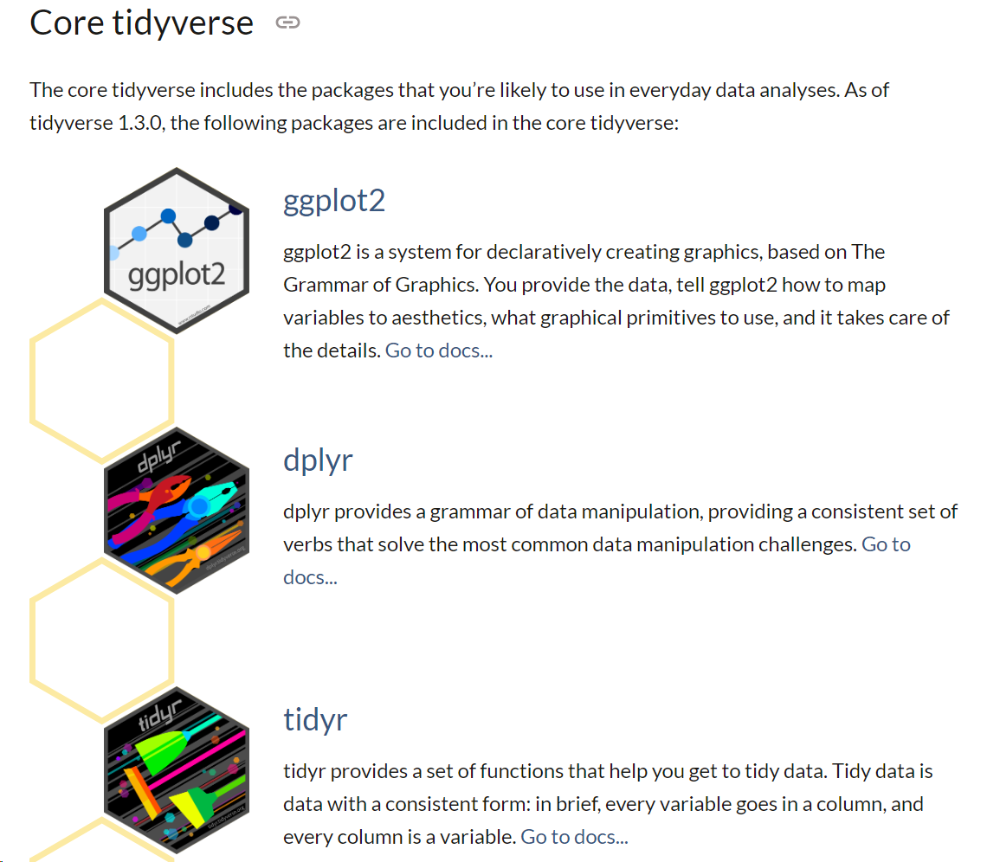 Core tidyverse
The core tidyverse includes the packages that you’re likely to use in everyday data analyses. As of
tidyverse 1.3.0, the following packages are included in the core tidyverse:
ggplot2
ggplot2
ggplot2 is a system for declaratively creating graphics, based on The
Grammar of Graphics. You provide the data, tell ggplot2 how to map
variables to aesthetics, what graphical primitives to use, and it takes care of
the details. Go to docs...
dplyr
dplyr
dplyr provides a grammar of data manipulation, providing a consistent set of
verbs that solve the most common data manipulation challenges. Go to
docs...
tidyr
tidyr
tidyr provides a set of functions that help you get to tidy data. Tidy data is
data with a consistent form: in brief, every variable goes in a column, and
every column is a variable. Go to docs...